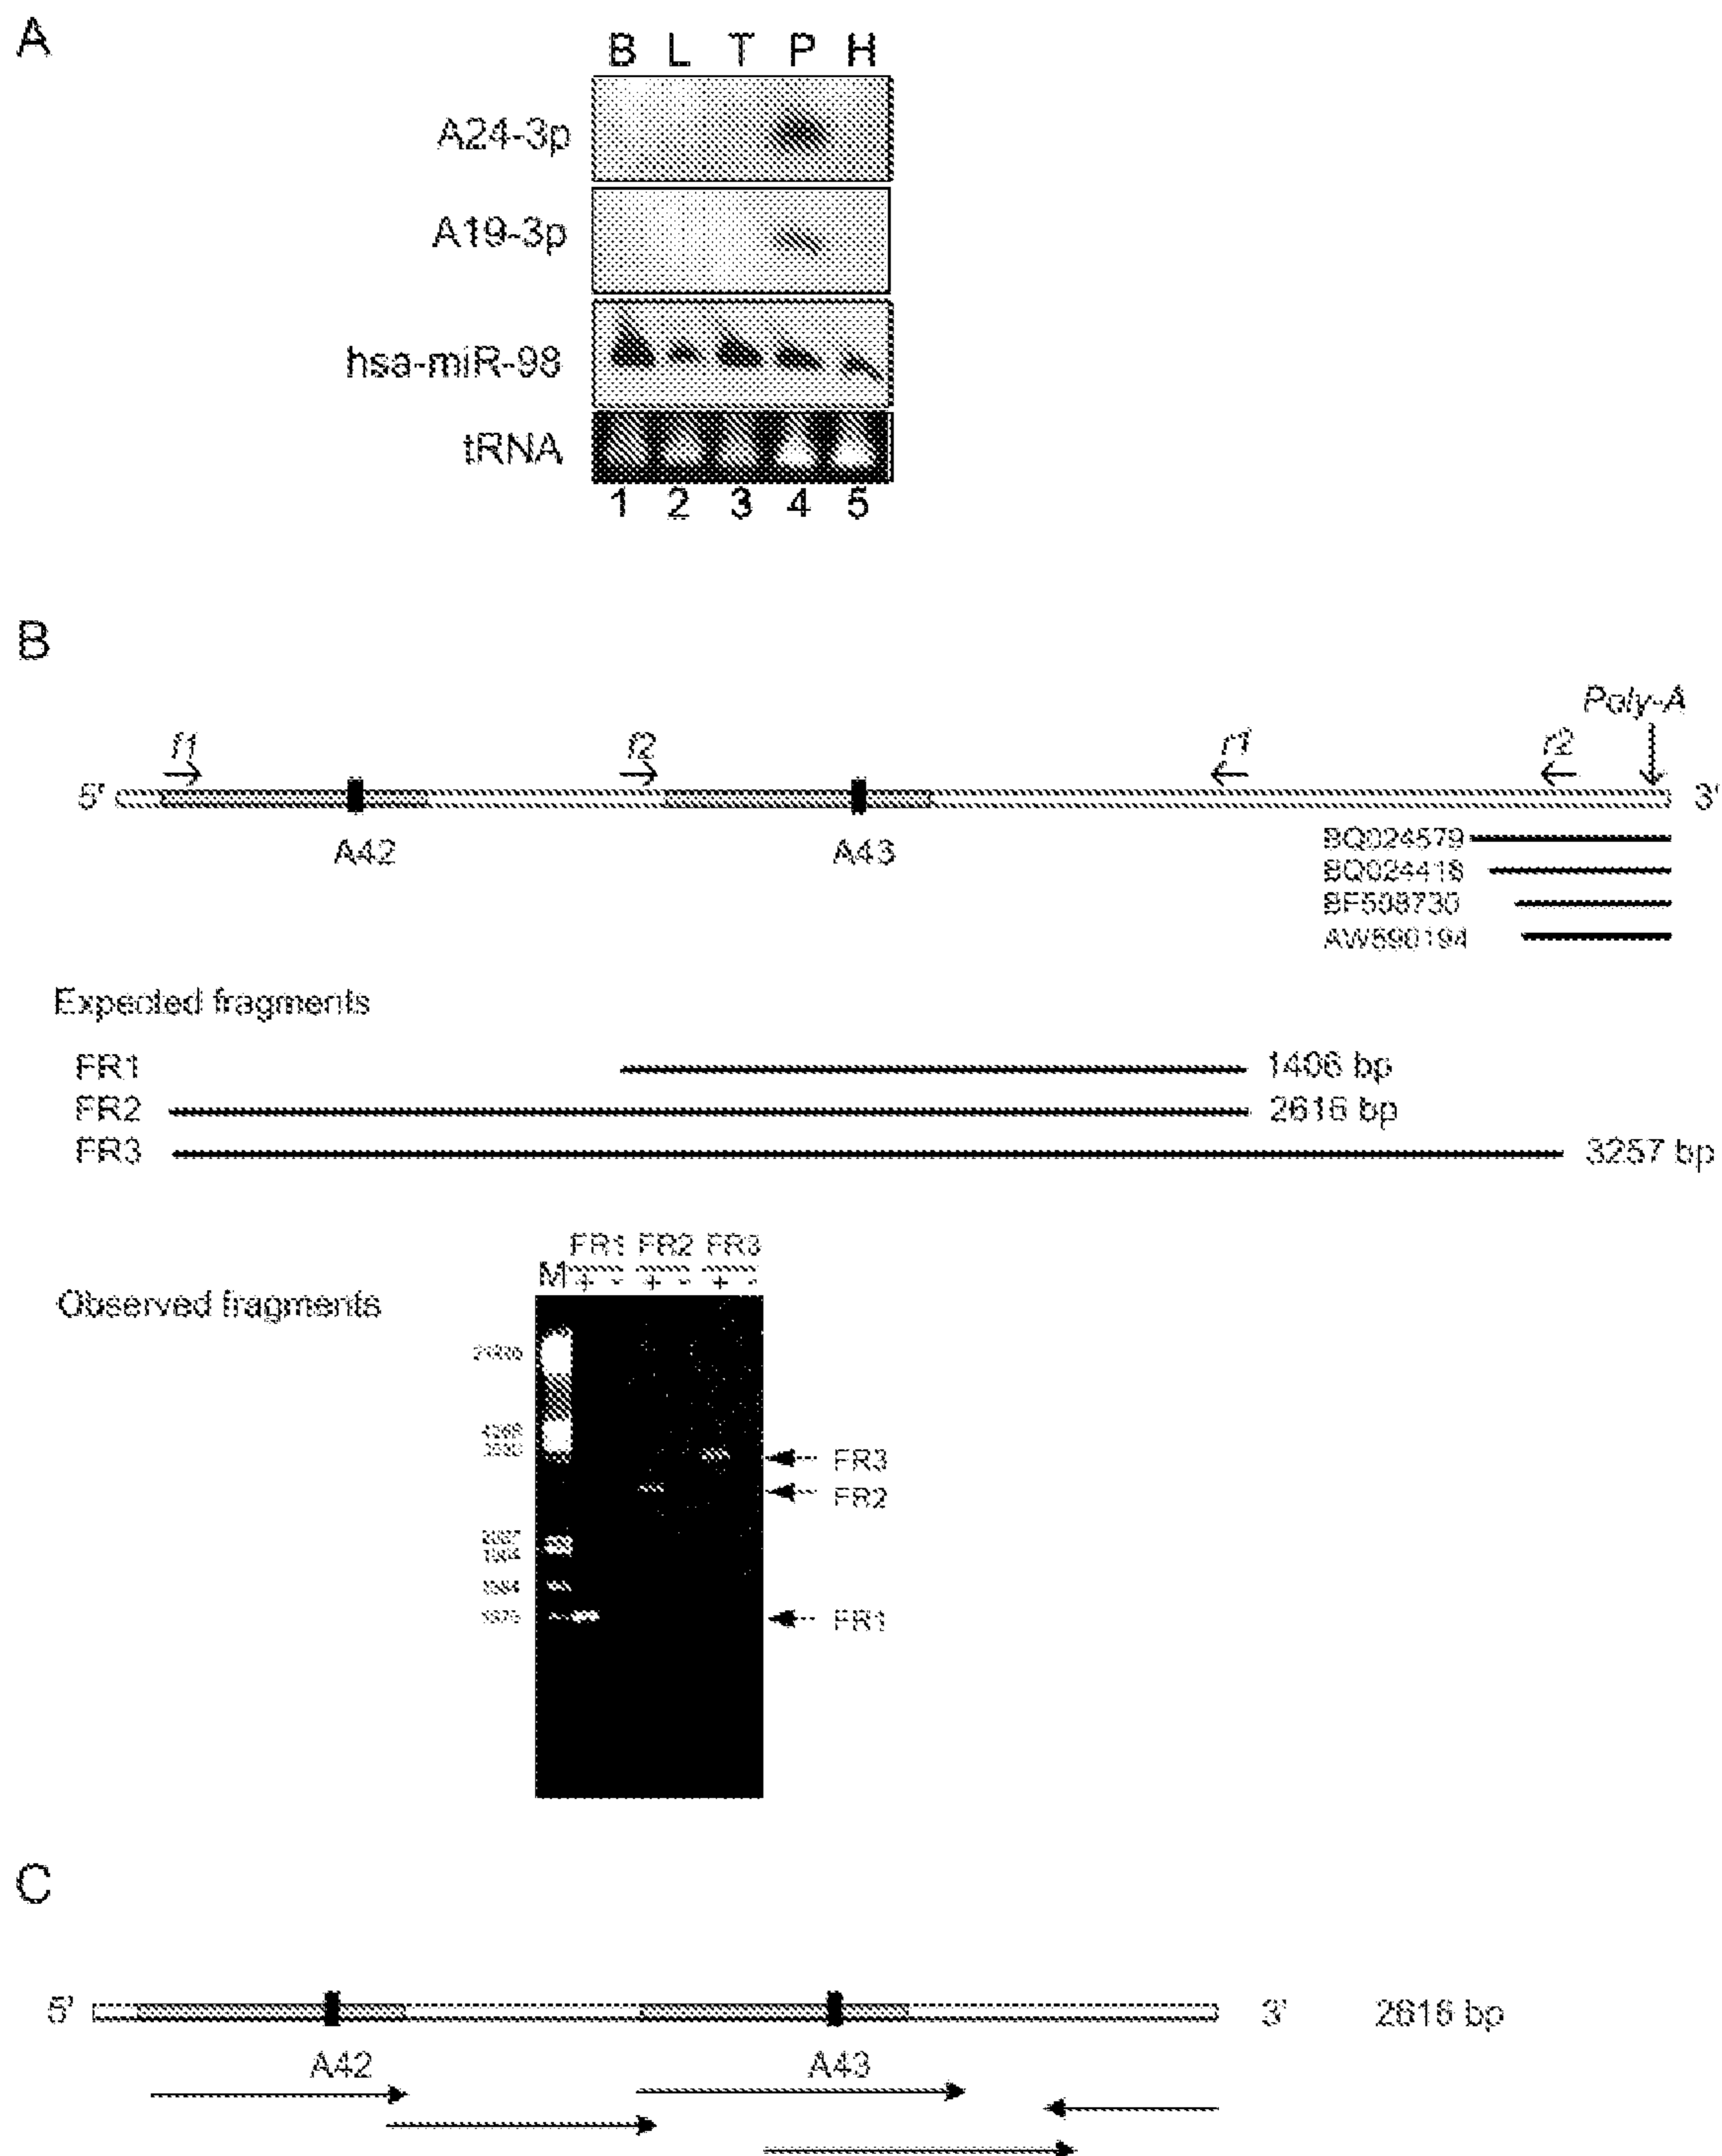 A
B L T P H
A24-3p
A19-3p
hsa-miR-98
tRNA
1 2 3 4 5
B
Poly-A
f1 f2 r1 r2
5' 3'
A42 A43
BQ024579
BQ024418
AW590194
Expected fragments
FR1 1406 bp
FR2 2616 bp
FR3 3257 bp
FR1 FR2 FR3
M + - + - + -
Observed fragments
FR3
FR2
FR1
C
5' 3' 2616 bp
A42 A43